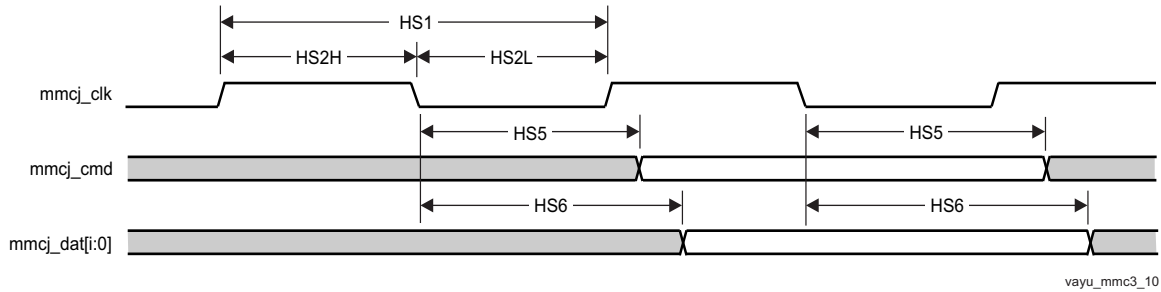 HS1
HS2H HS2L
mmcj_clk
HS5 HS5
mmcj_cmd
HS6 HS6
mmcj_dat[i:0]
vayu_mmc3_10